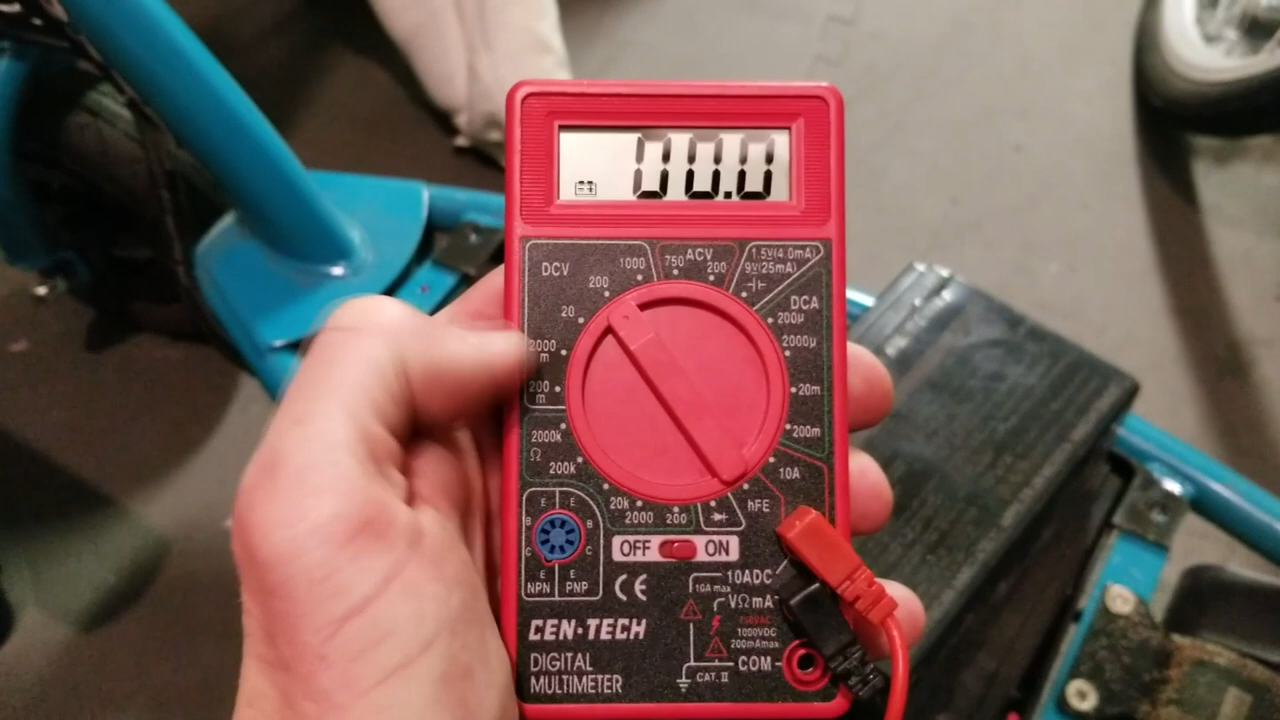 00.0
DCV
1000
750 ACV
200
1.5V(4.0mA)
9V(25mA)
200
20
2000
m
200
m
DCA
200µ
2000µ
20m
200m
10A
2000k
Ω
200k
20k
2000
200
hFE
E E
B B
C C
E E
NPN PNP
OFF ON
CE
10ADC
10A max
VΩmA
750VAC
1000VDC
200mAmax
COM
CAT. II
CEN-TECH
DIGITAL
MULTIMETER